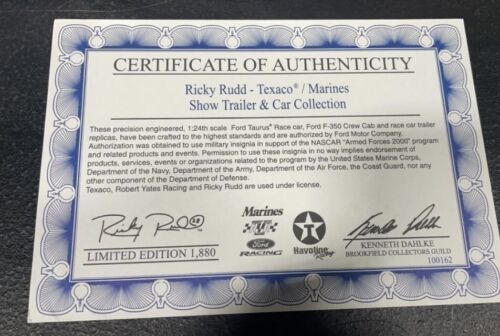 CERTIFICATE OF AUTHENTICITY
Ricky Rudd - Texaco® / Marines
Show Trailer & Car Collection
These precision engineered, 1:24th scale Ford Taurus® Race car, Ford F-350 Crew Cab and race car trailer
replicas, have been crafted to the highest standards and are authorized by Ford Motor Company.
Authorization was obtained to use military insignia in support of the NASCAR "Armed Forces 2000" program
and related products and events. Permission to use these insignia in no way implies endorsement of
products, services, events or organizations related to the program by the United States Marine Corps,
Department of the Navy, Department of the Army, Department of the Air Force, the Coast Guard, nor any
other component of the Department of Defense.
Texaco, Robert Yates Racing and Ricky Rudd are used under license.
Ricky Rudd 28
LIMITED EDITION 1,880
Marines
Ford
RACING
T
Havoline
Racing
KENNETH DAHLKE
BROOKFIELD COLLECTORS GUILD
100162